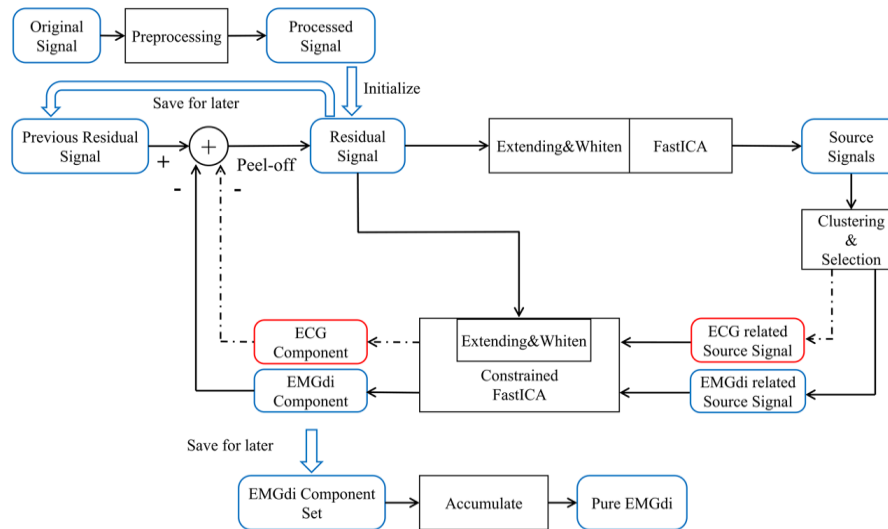 Original
Signal
Preprocessing
Processed
Signal
Initialize
Save for later
Previous Residual
Signal
+
+
-
-
Peel-off
Residual
Signal
Extending&Whiten
FastICA
Source
Signals
Clustering
&
Selection
ECG
Component
Extending&Whiten
Constrained
FastICA
ECG related
Source Signal
EMGdi
Component
EMGdi related
Source Signal
Save for later
EMGdi Component
Set
Accumulate
Pure EMGdi